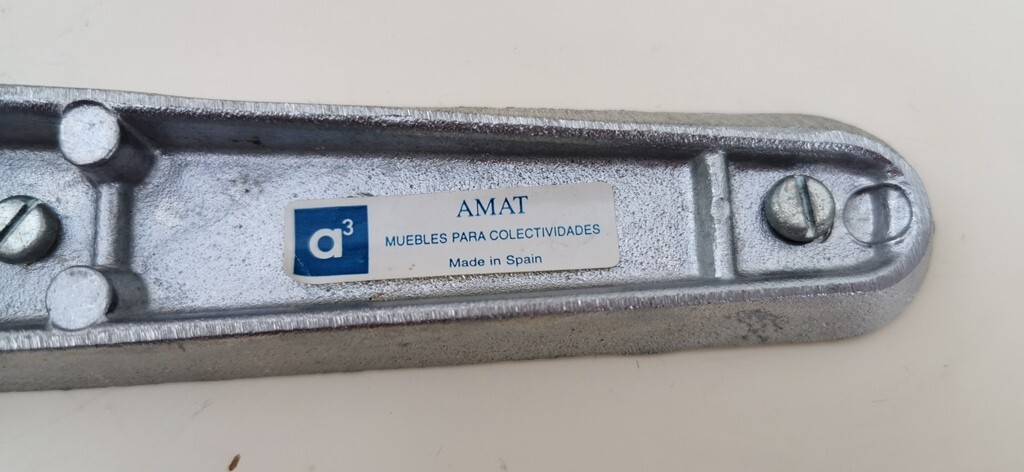 a³
AMAT
MUEBLES PARA COLECTIVIDADES
Made in Spain